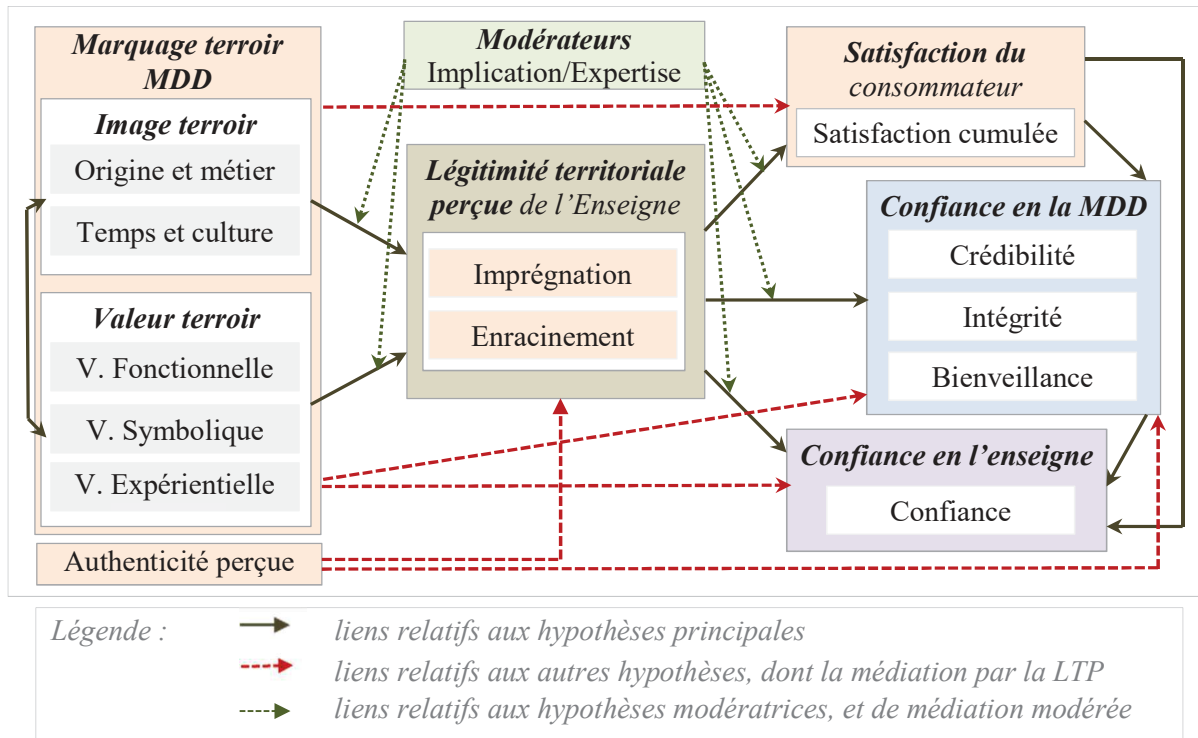 Marquage terroir
MDD
Image terroir
Origine et métier
Temps et culture
Valeur terroir
V. Fonctionnelle
V. Symbolique
V. Expérientielle
Authenticité perçue
Modérateurs
Implication/Expertise
Légitimité territoriale
perçue de l’Enseigne
Imprégnation
Enracinement
Satisfaction du
consommateur
Satisfaction cumulée
Confiance en la MDD
Crédibilité
Intégrité
Bienveillance
Confiance en l’enseigne
Confiance
Légende :
liens relatifs aux hypothèses principales
liens relatifs aux autres hypothèses, dont la médiation par la LTP
liens relatifs aux hypothèses modératrices, et de médiation modérée